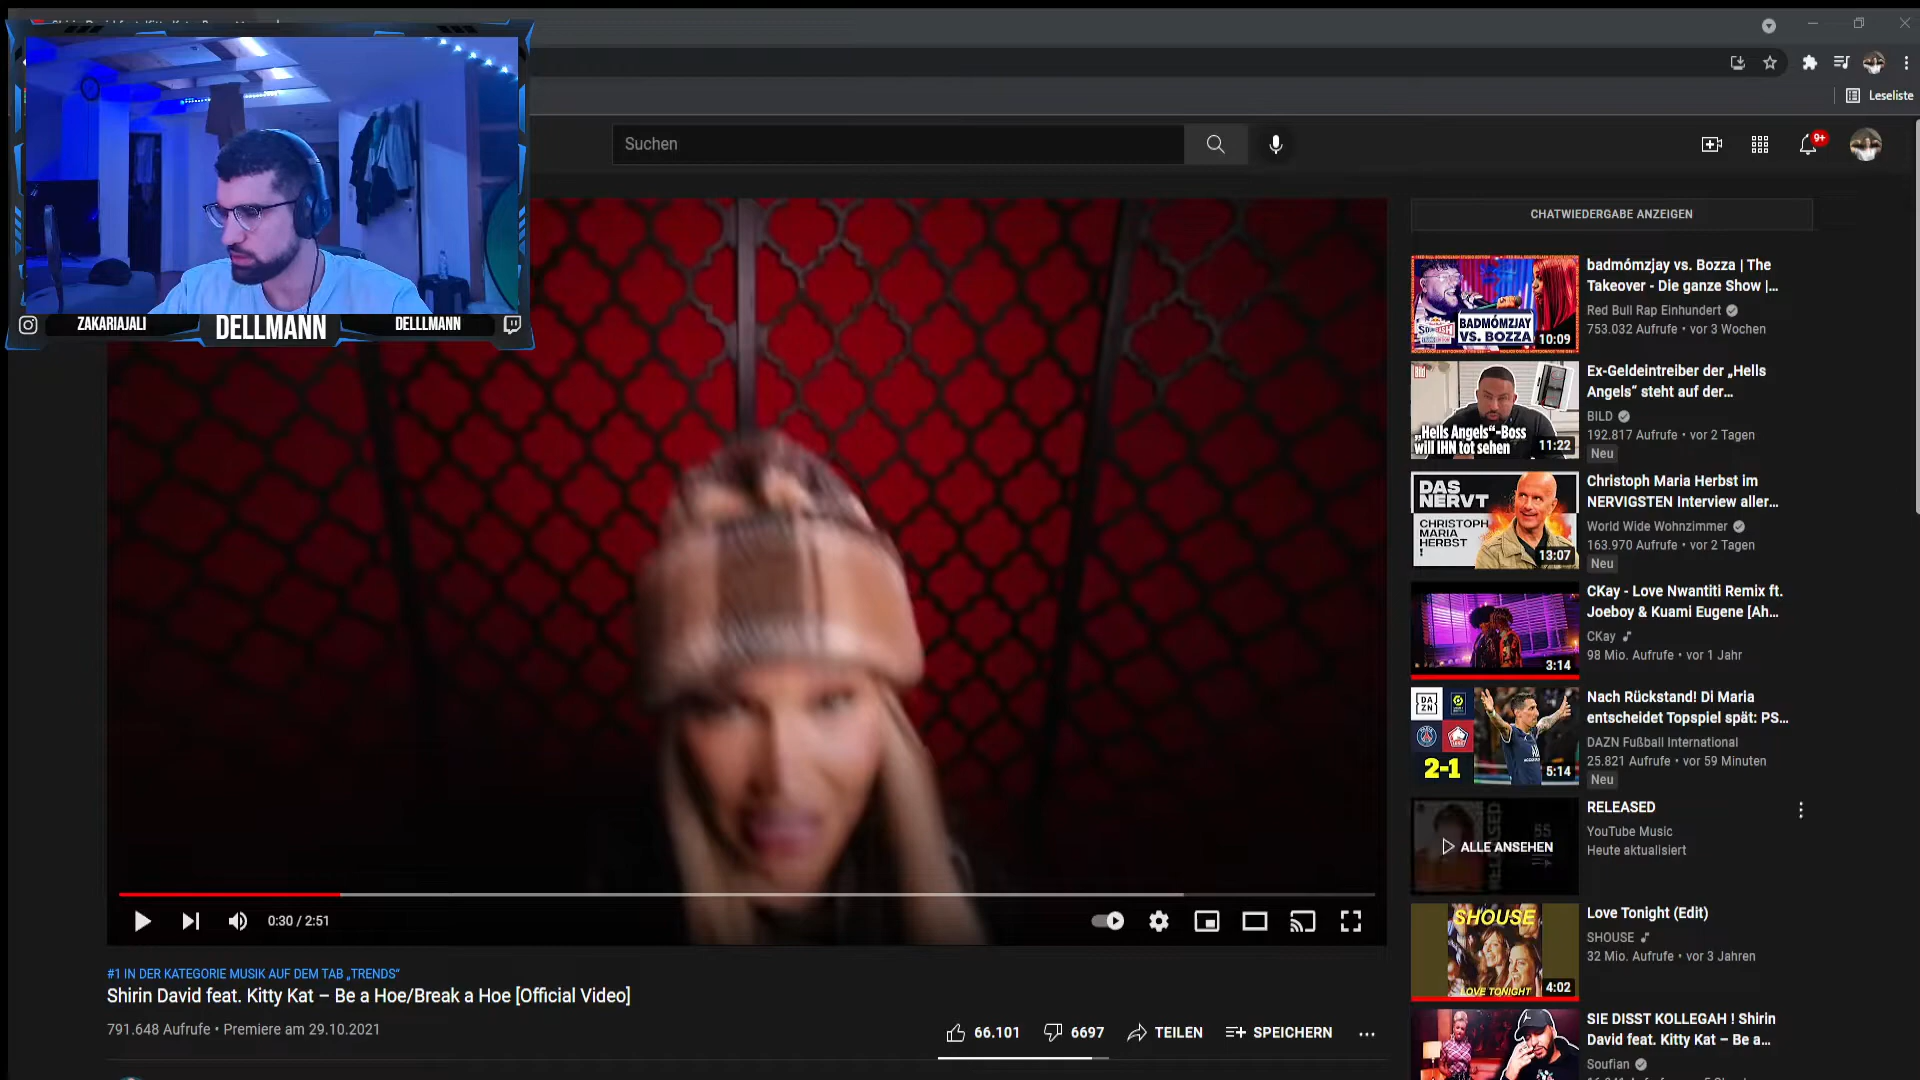 Leseliste
Suchen
9+
ZAKARIAJALI
DELLMANN
DELLLMANN
CHATWIEDERGABE ANZEIGEN
BADMÓMZJAY
VS. BOZZA
10:09
badmómzjay vs. Bozza | The
Takeover - Die ganze Show |...
Red Bull Rap Einhundert
753.032 Aufrufe • vor 3 Wochen
Bild
„Hells Angels“-Boss
will IHN tot sehen
11:22
Ex-Geldeintreiber der „Hells
Angels“ steht auf der...
BILD
192.817 Aufrufe • vor 2 Tagen
Neu
DAS
NERVT
CHRISTOPH
MARIA
HERBST
!
13:07
Christoph Maria Herbst im
NERVIGSTEN Interview aller...
World Wide Wohnzimmer
163.970 Aufrufe • vor 2 Tagen
Neu
3:14
CKay - Love Nwantiti Remix ft.
Joeboy & Kuami Eugene [Ah...
CKay
98 Mio. Aufrufe • vor 1 Jahr
DA
ZN
2-1
5:14
Nach Rückstand! Di Maria
entscheidet Topspiel spät: PS...
DAZN Fußball International
25.821 Aufrufe • vor 59 Minuten
Neu
RELEASED
ALLE ANSEHEN
RELEASED
YouTube Music
Heute aktualisiert
SHOUSE
LOVE TONIGHT
4:02
Love Tonight (Edit)
SHOUSE
32 Mio. Aufrufe • vor 3 Jahren
SIE DISST KOLLEGAH ! Shirin
David feat. Kitty Kat – Be a...
Soufian
0:30 / 2:51
#1 IN DER KATEGORIE MUSIK AUF DEM TAB „TRENDS“
Shirin David feat. Kitty Kat – Be a Hoe/Break a Hoe [Official Video]
791.648 Aufrufe • Premiere am 29.10.2021
66.101
6697
TEILEN
SPEICHERN